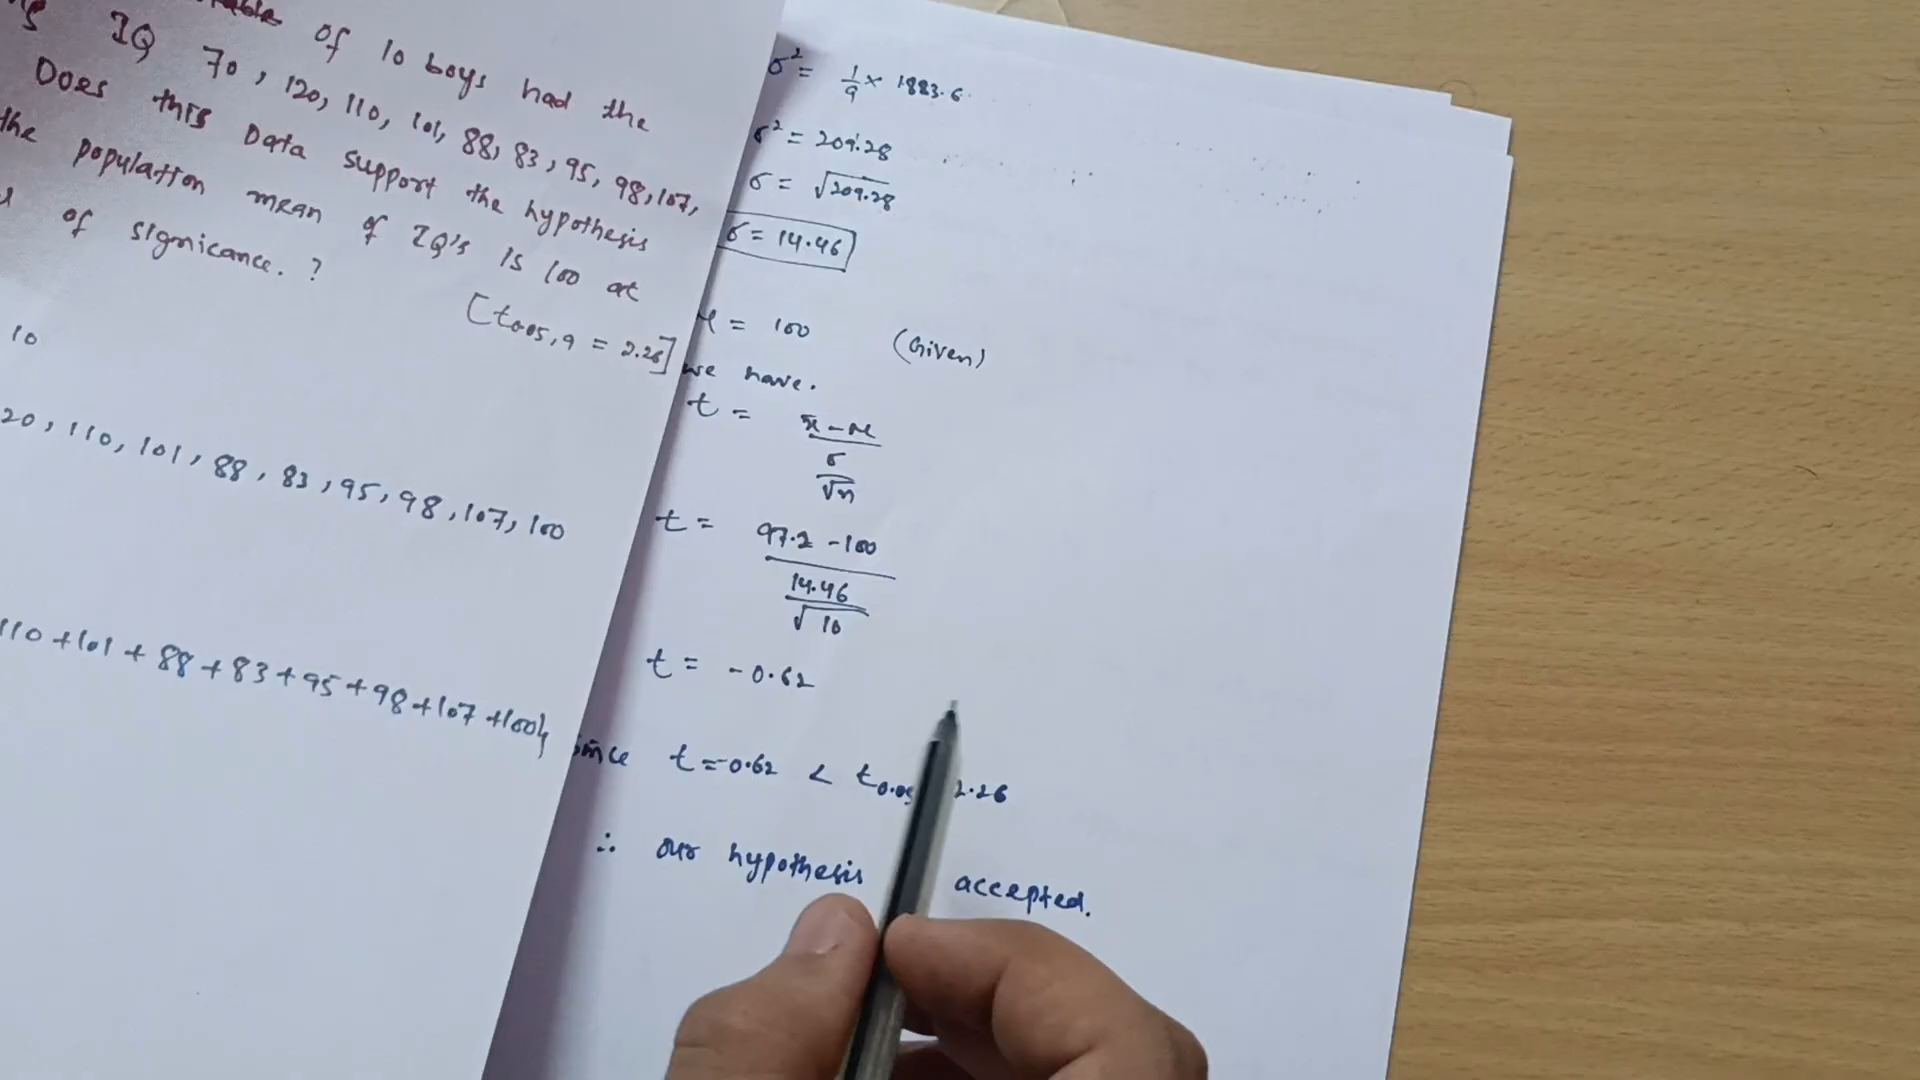 of 10 boys had the
IQ 70, 120, 110, 101, 88, 83, 95, 98, 107,
Does this Data support the hypothesis
the population mean of IQ's is 100 at
of signicance. ?
[t0.05, 9 = 2.26]
10
20, 110, 101, 88, 83, 95, 98, 107, 100
110 + 101 + 88 + 83 + 95 + 98 + 107 + 100}
σ² = 1/9 × 1883.6
σ² = 209.28
σ = √209.28
σ = 14.46
μ = 100 (Given)
we have.
t = x̄ - μ
σ
√n
t = 97.2 - 100
14.46
√10
t = -0.62
since t = -0.62 < t0.05 2.26
∴ our hypothesis accepted.